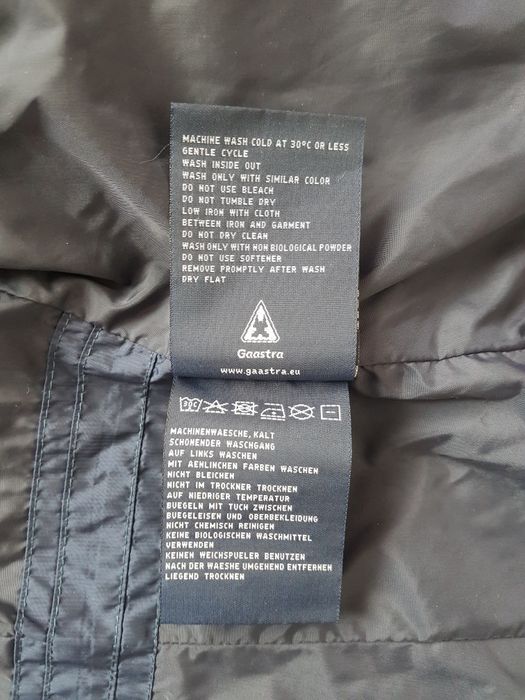 MACHINE WASH COLD AT 30°C OR LESS
GENTLE CYCLE
WASH INSIDE OUT
WASH ONLY WITH SIMILAR COLOR
DO NOT USE BLEACH
DO NOT TUMBLE DRY
LOW IRON WITH CLOTH
BETWEEN IRON AND GARMENT
DO NOT DRY CLEAN
WASH ONLY WITH NON BIOLOGICAL POWDER
DO NOT USE SOFTENER
REMOVE PROMPTLY AFTER WASH
DRY FLAT
Gaastra
www.gaastra.eu
30C
MACHINENWAESCHE, KALT
SCHONENDER WASCHGANG
AUF LINKS WASCHEN
MIT AENLINCHEN FARBEN WASCHEN
NICHT BLEICHEN
NICHT IM TROCKNER TROCKNEN
AUF NIEDRIGER TEMPERATUR
BUEGELN MIT TUCH ZWISCHEN
BUEGELEISEN UND OBERBEKLEIDUNG
NICHT CHEMISCH REINIGEN
KEINE BIOLOGISCHEN WASCHMITTEL
VERWENDEN
KEINEN WEICHSPUELER BENUTZEN
NACH DER WAESHE UMGEHEND ENTFERNEN
LIEGEND TROCKNEN